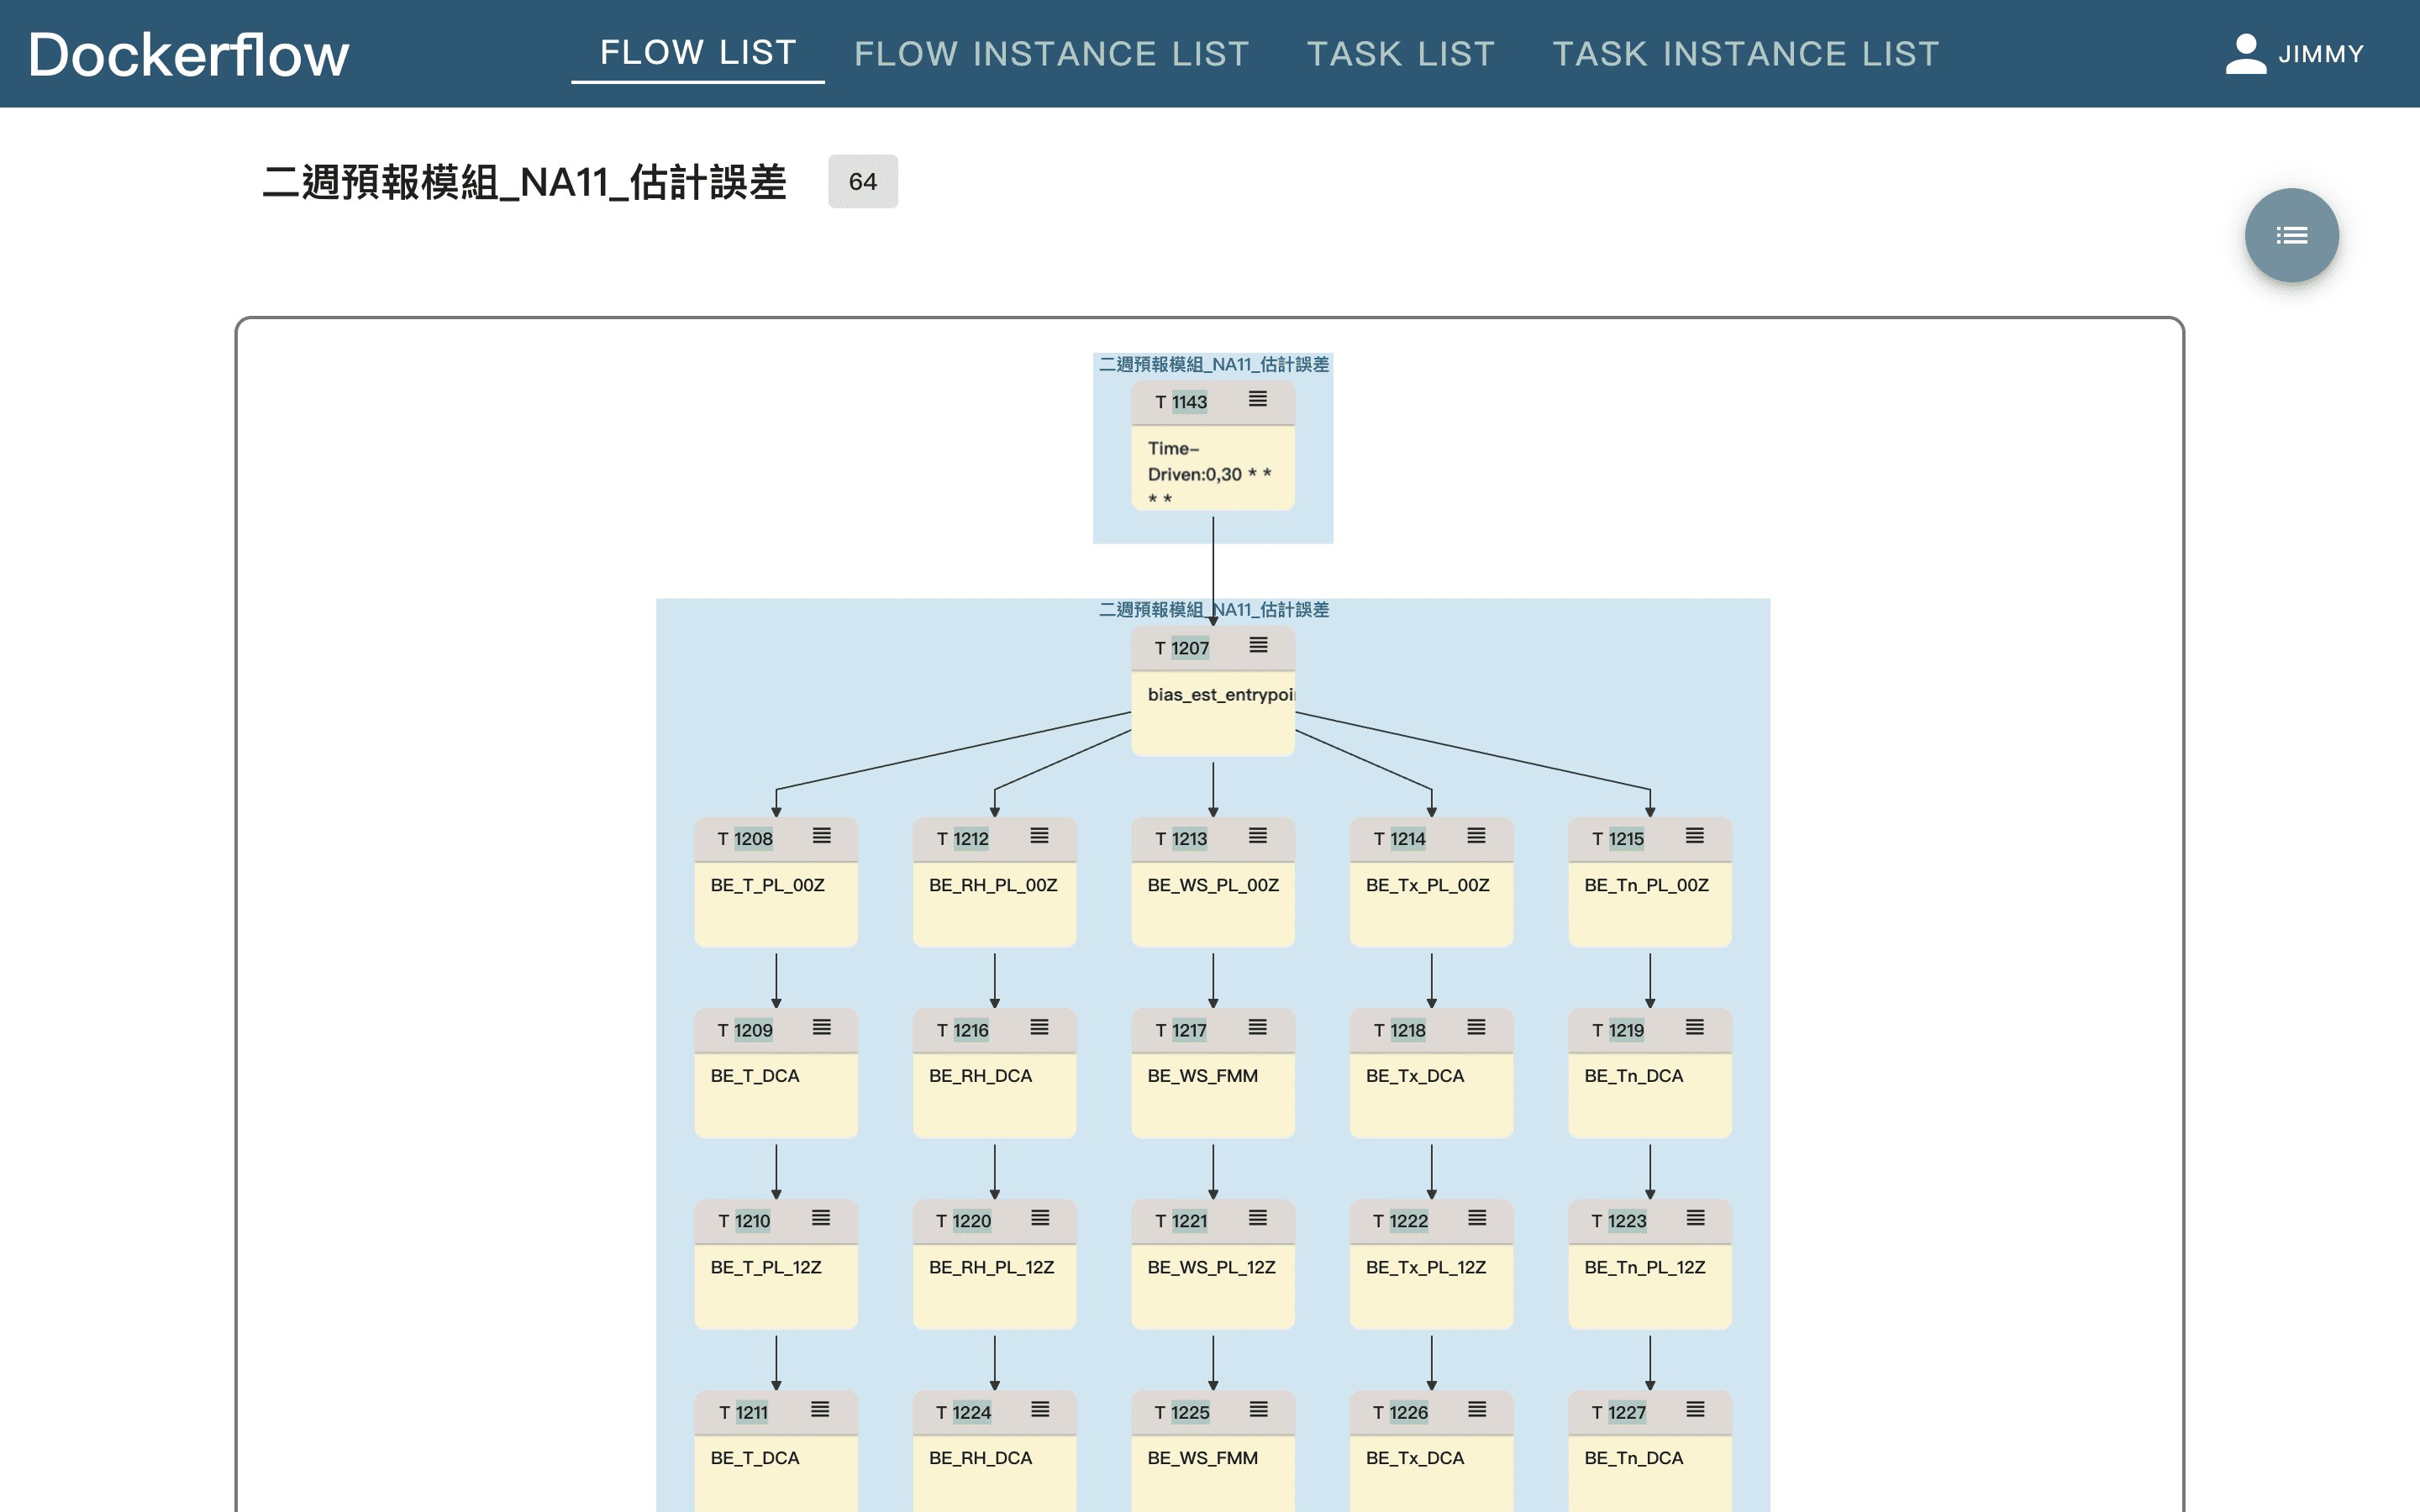 Dockerflow
FLOW LIST
FLOW INSTANCE LIST
TASK LIST
TASK INSTANCE LIST
JIMMY
二週預報模組_NA11_估計誤差
64
二週預報模組_NA11_估計誤差
T 1143
Time-
Driven:0,30 * *
* *
二週預報模組_NA11_估計誤差
T 1207
bias_est_entrypoi
T 1208
BE_T_PL_00Z
T 1212
BE_RH_PL_00Z
T 1213
BE_WS_PL_00Z
T 1214
BE_Tx_PL_00Z
T 1215
BE_Tn_PL_00Z
T 1209
BE_T_DCA
T 1216
BE_RH_DCA
T 1217
BE_WS_FMM
T 1218
BE_Tx_DCA
T 1219
BE_Tn_DCA
T 1210
BE_T_PL_12Z
T 1220
BE_RH_PL_12Z
T 1221
BE_WS_PL_12Z
T 1222
BE_Tx_PL_12Z
T 1223
BE_Tn_PL_12Z
T 1211
BE_T_DCA
T 1224
BE_RH_DCA
T 1225
BE_WS_FMM
T 1226
BE_Tx_DCA
T 1227
BE_Tn_DCA